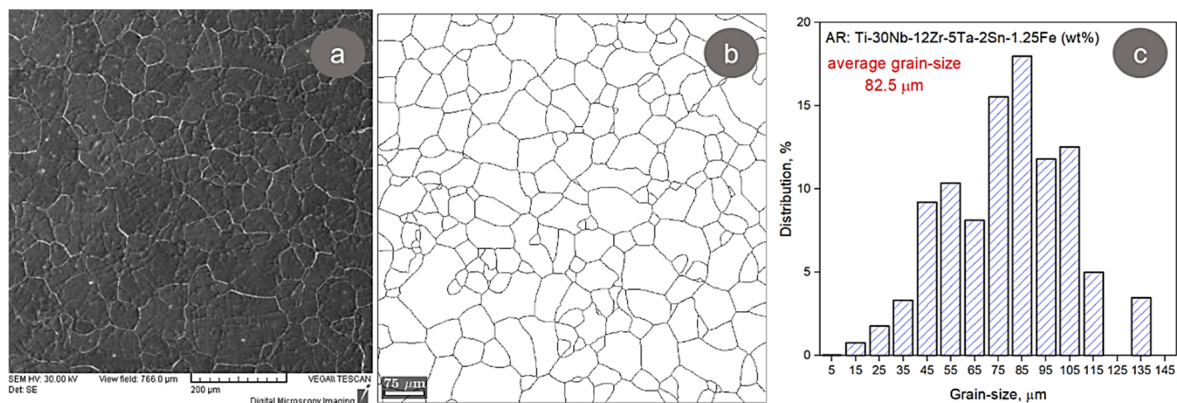 a
SEM HV: 30.00 kV View field: 766.0 µm VEGA\\ TESCAN
Det: SE 200 µm
Digital Microscopy Imaging
b
75 µm
c
AR: Ti-30Nb-12Zr-5Ta-2Sn-1.25Fe (wt%)
average grain-size
82.5 µm
Distribution, %
20
15
10
5
0
5 15 25 35 45 55 65 75 85 95 105 115 125 135 145
Grain-size, µm